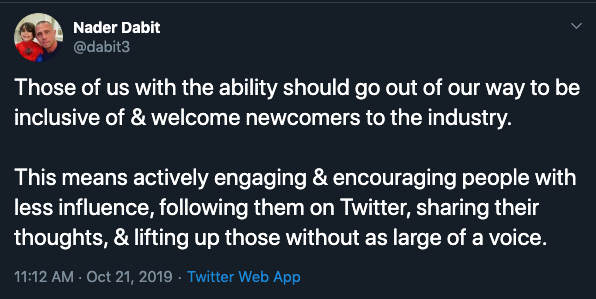 Nader Dabit
@dabit3
Those of us with the ability should go out of our way to be
inclusive of & welcome newcomers to the industry.
This means actively engaging & encouraging people with
less influence, following them on Twitter, sharing their
thoughts, & lifting up those without as large of a voice.
11:12 AM · Oct 21, 2019 · Twitter Web App